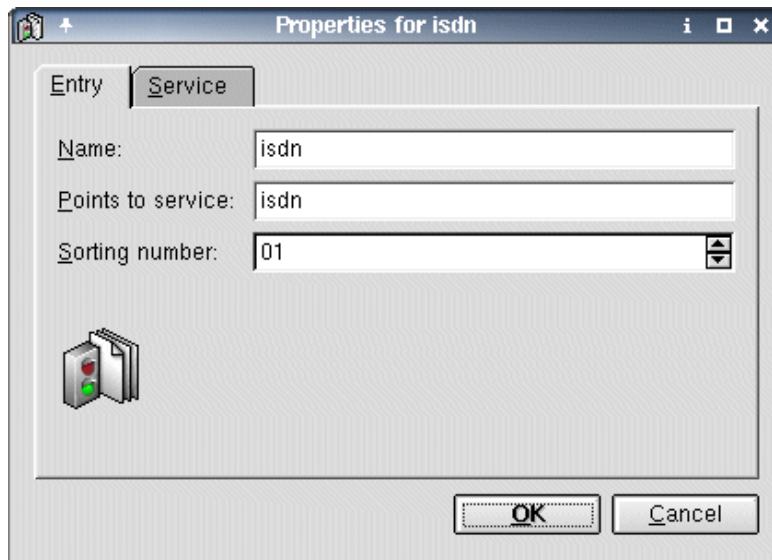 Properties for isdn
Entry Service
Name: isdn
Points to service: isdn
Sorting number: 01
OK Cancel